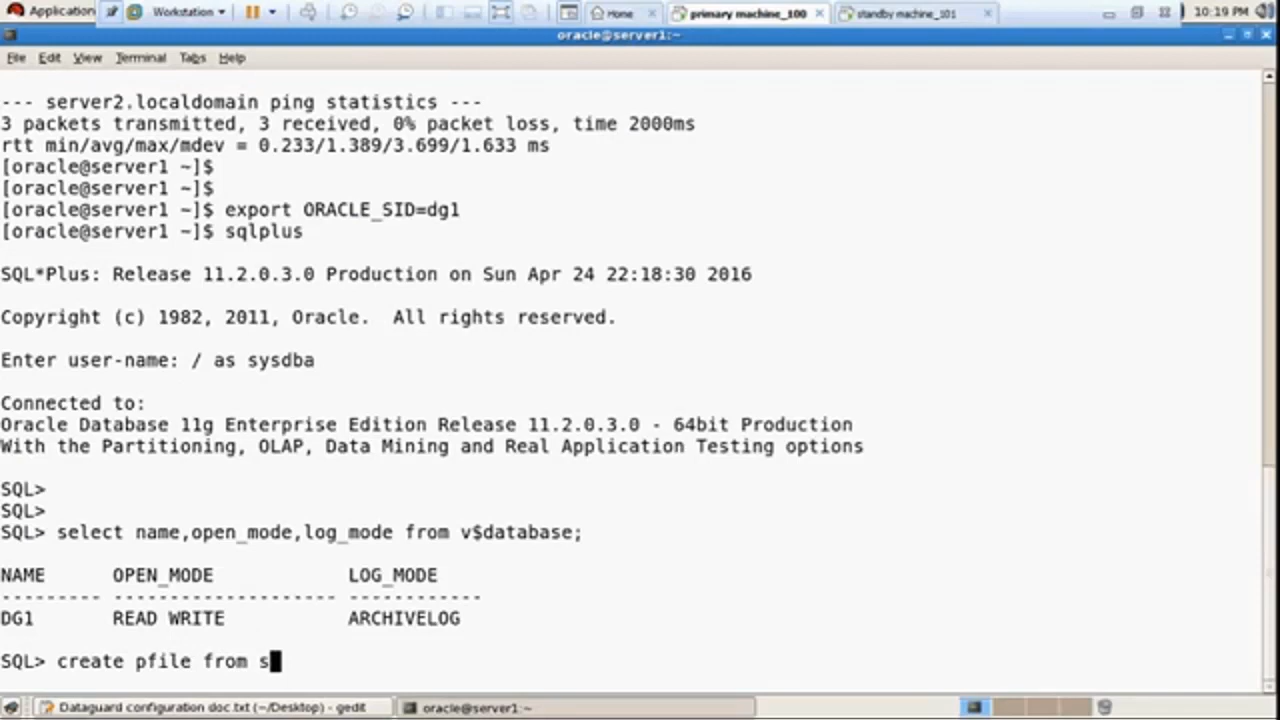 Application
Workstation
Home
primary machine_100
standby machine_101
10:19 PM
oracle@server1:~
File Edit View Terminal Tabs Help
--- server2.localdomain ping statistics ---
3 packets transmitted, 3 received, 0% packet loss, time 2000ms
rtt min/avg/max/mdev = 0.233/1.389/3.699/1.633 ms
[oracle@server1 ~]$
[oracle@server1 ~]$
[oracle@server1 ~]$ export ORACLE_SID=dg1
[oracle@server1 ~]$ sqlplus
SQL*Plus: Release 11.2.0.3.0 Production on Sun Apr 24 22:18:30 2016
Copyright (c) 1982, 2011, Oracle.  All rights reserved.
Enter user-name: / as sysdba
Connected to:
Oracle Database 11g Enterprise Edition Release 11.2.0.3.0 - 64bit Production
With the Partitioning, OLAP, Data Mining and Real Application Testing options
SQL>
SQL>
SQL> select name,open_mode,log_mode from v$database;
NAME      OPEN_MODE            LOG_MODE
--------- -------------------- ------------
DG1       READ WRITE           ARCHIVELOG
SQL> create pfile from s
Dataguard configuration doc.txt (~/Desktop) - gedit
oracle@server1:~